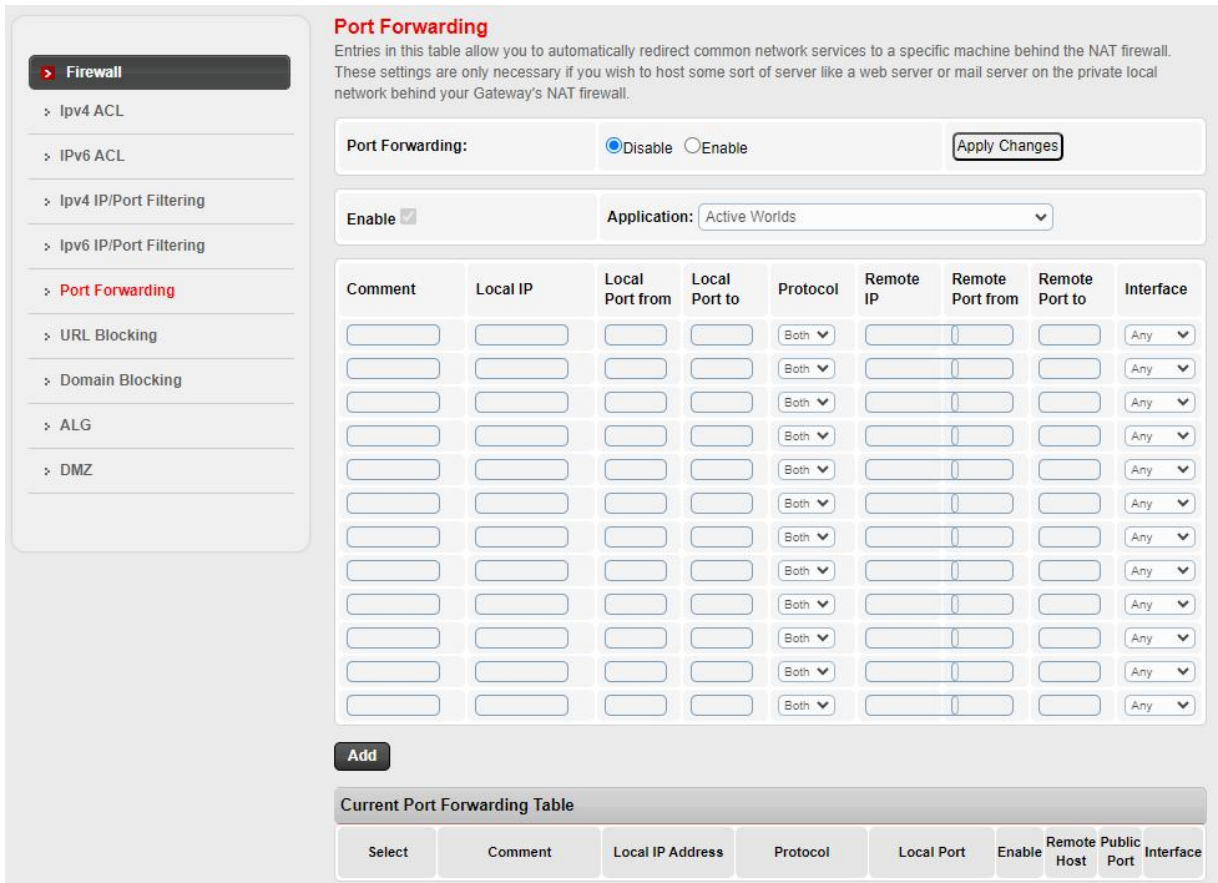 Firewall
Ipv4 ACL
IPv6 ACL
Ipv4 IP/Port Filtering
Ipv6 IP/Port Filtering
Port Forwarding
URL Blocking
Domain Blocking
ALG
DMZ
Port Forwarding
Entries in this table allow you to automatically redirect common network services to a specific machine behind the NAT firewall.
These settings are only necessary if you wish to host some sort of server like a web server or mail server on the private local
network behind your Gateway's NAT firewall.
Port Forwarding: Disable Enable Apply Changes
Enable Application: Active Worlds
Comment Local IP Local Port from Local Port to Protocol Remote IP Remote Port from Remote Port to Interface
Both Any
Both Any
Both Any
Both Any
Both Any
Both Any
Both Any
Both Any
Both Any
Both Any
Both Any
Both Any
Add
Current Port Forwarding Table
Select Comment Local IP Address Protocol Local Port Enable Remote Host Public Port Interface